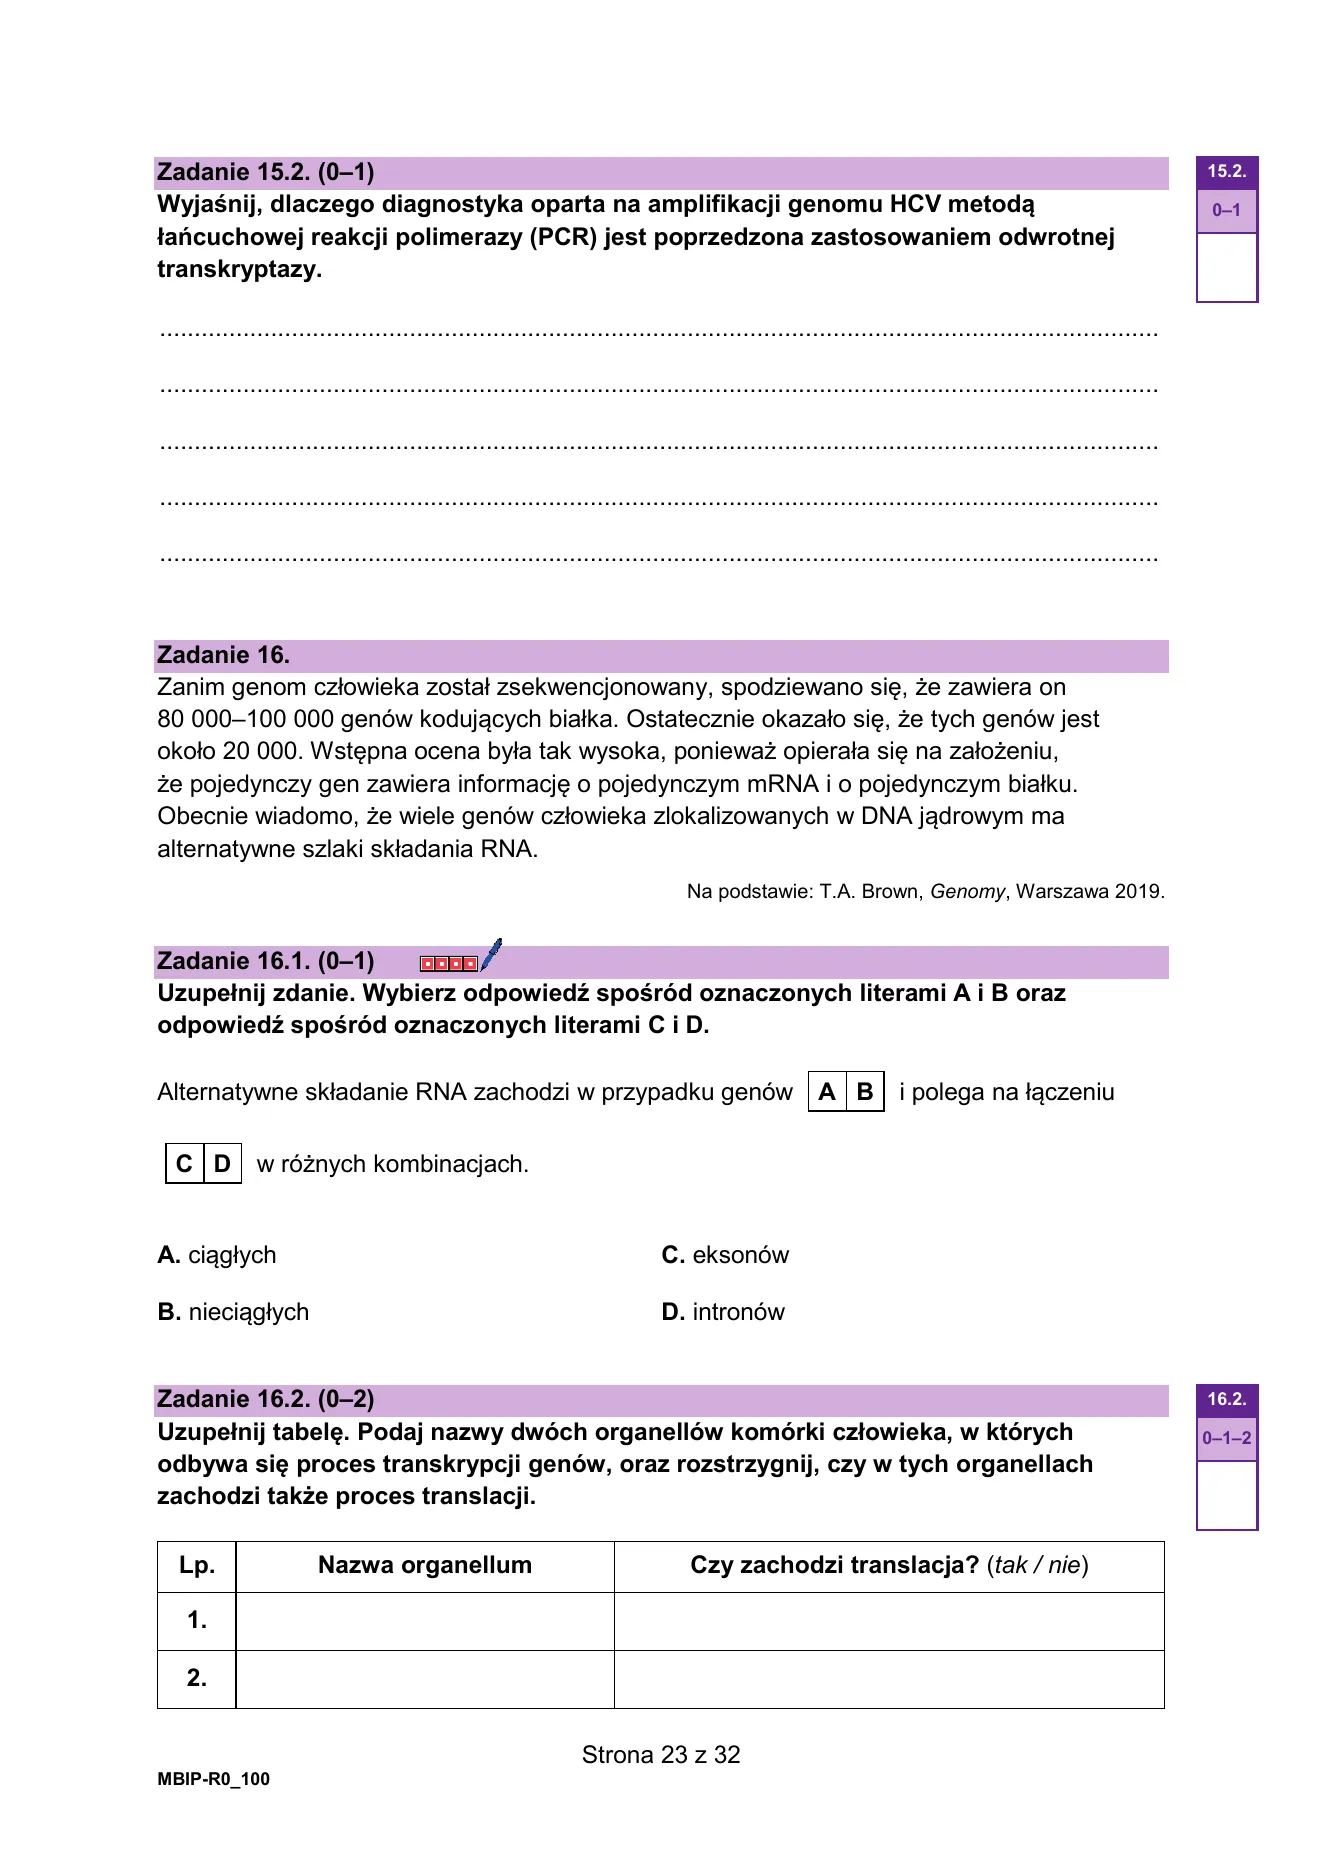 Zadanie 15.2. (0–1)
15.2.
0–1
Wyjaśnij, dlaczego diagnostyka oparta na amplifikacji genomu HCV metodą
łańcuchowej reakcji polimerazy (PCR) jest poprzedzona zastosowaniem odwrotnej
transkryptazy.
Zadanie 16.
Zanim genom człowieka został zsekwencjonowany, spodziewano się, że zawiera on
80 000–100 000 genów kodujących białka. Ostatecznie okazało się, że tych genów jest
około 20 000. Wstępna ocena była tak wysoka, ponieważ opierała się na założeniu,
że pojedynczy gen zawiera informację o pojedynczym mRNA i o pojedynczym białku.
Obecnie wiadomo, że wiele genów człowieka zlokalizowanych w DNA jądrowym ma
alternatywne szlaki składania RNA.
Na podstawie: T.A. Brown, Genomy, Warszawa 2019.
Zadanie 16.1. (0–1)
Uzupełnij zdanie. Wybierz odpowiedź spośród oznaczonych literami A i B oraz
odpowiedź spośród oznaczonych literami C i D.
Alternatywne składanie RNA zachodzi w przypadku genów A B i polega na łączeniu
C D w różnych kombinacjach.
A. ciągłych C. eksonów
B. nieciągłych D. intronów
Zadanie 16.2. (0–2)
16.2.
0–1–2
Uzupełnij tabelę. Podaj nazwy dwóch organellów komórki człowieka, w których
odbywa się proces transkrypcji genów, oraz rozstrzygnij, czy w tych organellach
zachodzi także proces translacji.
Lp. Nazwa organellum Czy zachodzi translacja? (tak / nie)
1.
2.
Strona 23 z 32
MBIP-R0_100